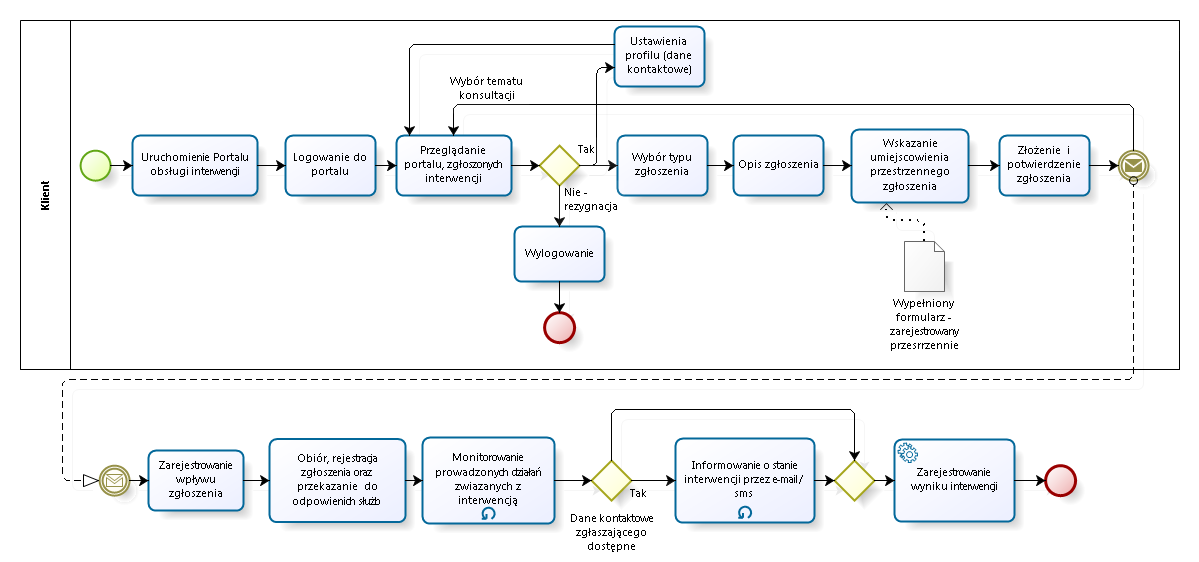 Klient
Ustawienia
profilu (dane
kontaktowe)
Wybór tematu
konsultacji
Uruchomienie Portalu
obsługi interwencji
Logowanie do
portalu
Przeglądanie
portalu, zgłoszonych
interwencji
Tak
Nie -
rezygnacja
Wybór typu
zgłoszenia
Opis zgłoszenia
Wskazanie
umiejscowienia
przestrzennego
zgłoszenia
Złożenie i
potwierdzenie
zgłoszenia
Wylogowanie
Wypełniony
formularz -
zarejestrowany
przesrrzennie
Zarejestrowanie
wpływu
zgłoszenia
Obiór, rejestracja
zgłoszenia oraz
przekazanie do
odpowienich służb
Monitorowanie
prowadzonych działań
zwiazanych z
interwencją
Tak
Dane kontaktowe
zgłaszającego
dostępne
Informowanie o stanie
interwencji przez e-mail/
sms
Zarejestrowanie
wyniku interwencji